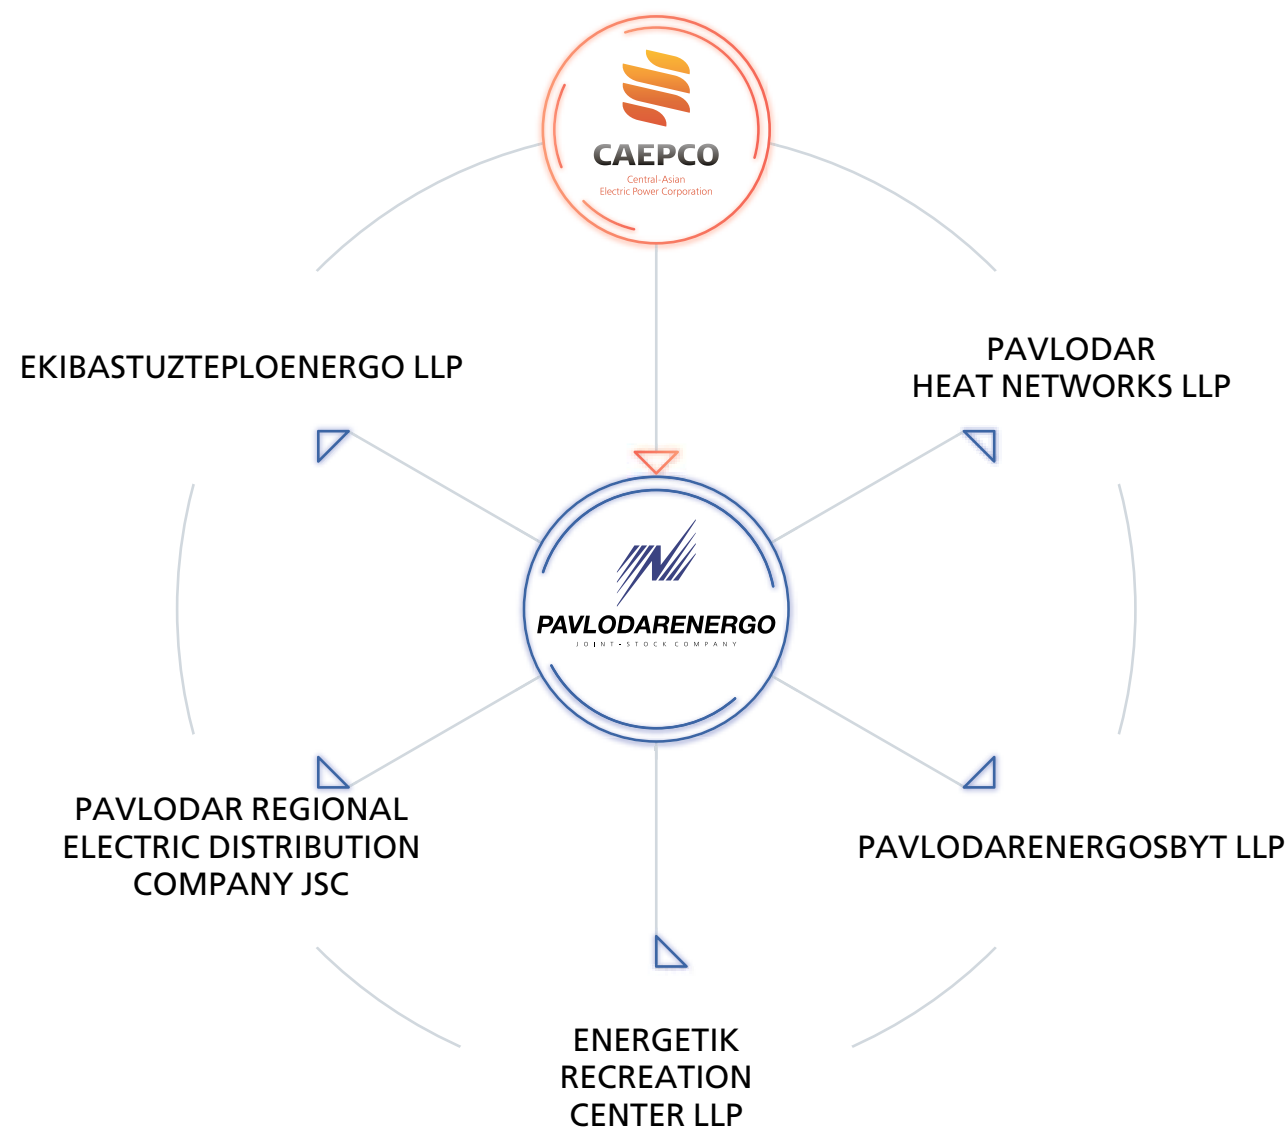 CAEPCO
Central-Asian
Electric Power Corporation
EKIBASTUZTEPLOENERGO LLP
PAVLODAR
HEAT NETWORKS LLP
PAVLODARENERGO
JOINT-STOCK COMPANY
PAVLODAR REGIONAL
ELECTRIC DISTRIBUTION
COMPANY JSC
PAVLODARENERGOSBYT LLP
ENERGETIK
RECREATION
CENTER LLP